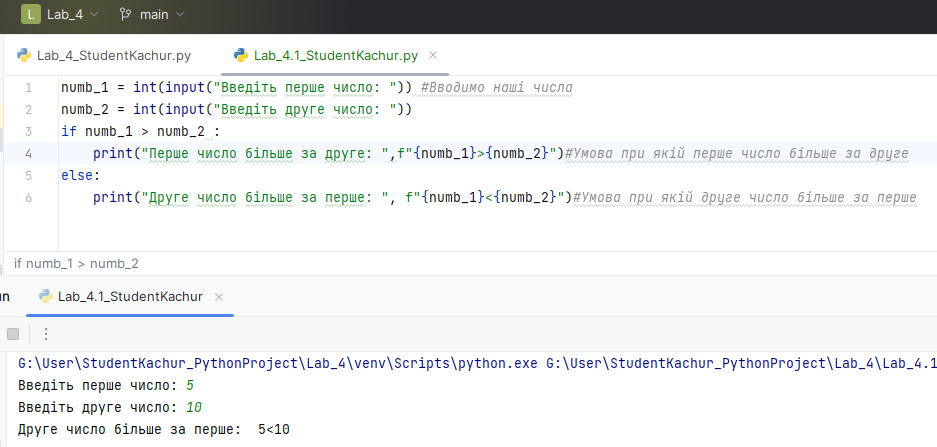 L Lab_4 main
Lab_4_StudentKachur.py Lab_4.1_StudentKachur.py
1 numb_1 = int(input("Введіть перше число: ")) #Вводимо наші числа
2 numb_2 = int(input("Введіть друге число: "))
3 if numb_1 > numb_2 :
4     print("Перше число більше за друге: ",f"{numb_1}>{numb_2}")#Умова при якій перше число більше за друге
5 else:
6     print("Друге число більше за перше: ", f"{numb_1}<{numb_2}")#Умова при якій друге число більше за перше
if numb_1 > numb_2
un Lab_4.1_StudentKachur
G:\User\StudentKachur_PythonProject\Lab_4\venv\Scripts\python.exe G:\User\StudentKachur_PythonProject\Lab_4\Lab_4.1
Введіть перше число: 5
Введіть друге число: 10
Друге число більше за перше:  5<10